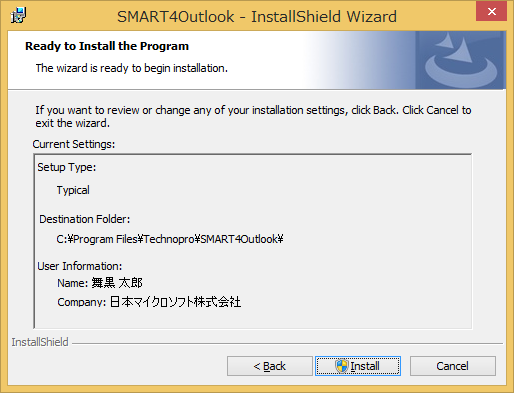 SMART4Outlook - InstallShield Wizard
Ready to Install the Program
The wizard is ready to begin installation.
If you want to review or change any of your installation settings, click Back. Click Cancel to
exit the wizard.
Current Settings:
Setup Type:
Typical
Destination Folder:
C:¥Program Files¥Technopro¥SMART4Outlook¥
User Information:
Name: 舞黒 太郎
Company: 日本マイクロソフト株式会社
InstallShield
< Back
Install
Cancel